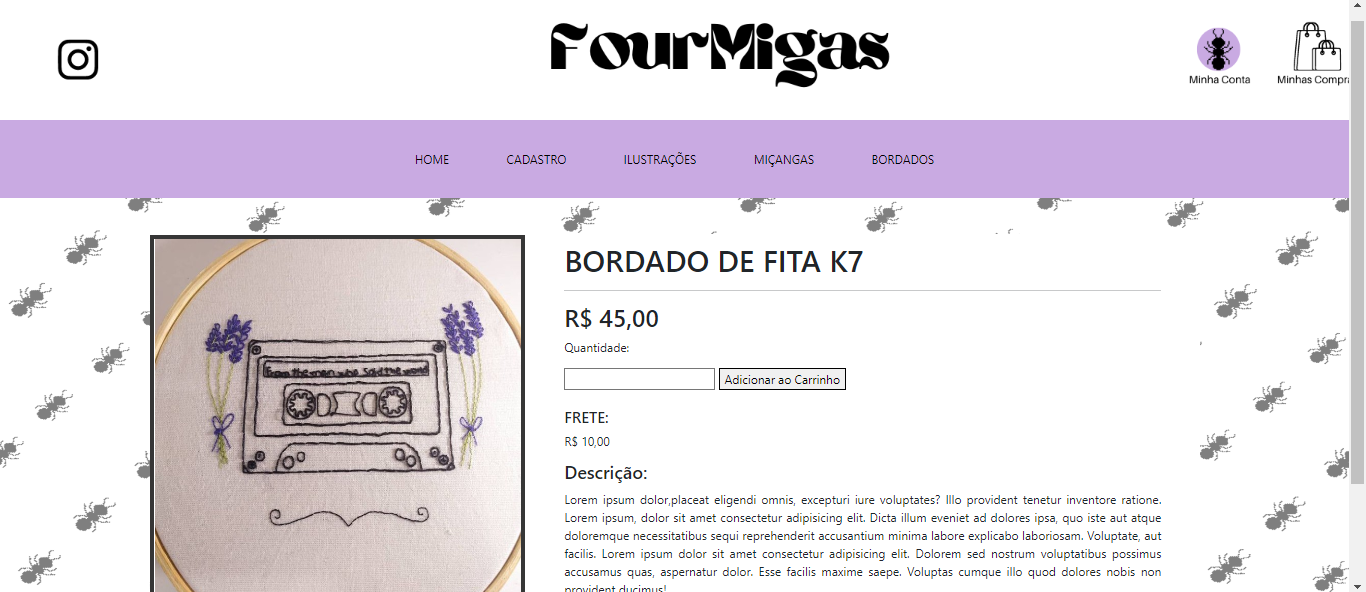 FourMigas
Minha Conta
Minhas Compr
HOME CADASTRO ILUSTRAÇÕES MIÇANGAS BORDADOS
BORDADO DE FITA K7
R$ 45,00
Quantidade:
Adicionar ao Carrinho
FRETE:
R$ 10,00
Descrição:
Lorem ipsum dolor,placeat eligendi omnis, excepturi iure voluptates? Illo provident tenetur inventore ratione.
Lorem ipsum, dolor sit amet consectetur adipisicing elit. Dicta illum eveniet ad dolores ipsa, quo iste aut atque
doloremque necessitatibus sequi reprehenderit accusantium minima labore explicabo laboriosam. Voluptate, aut
facilis. Lorem ipsum dolor sit amet consectetur adipisicing elit. Dolorem sed nostrum voluptatibus possimus
accusamus quas, aspernatur dolor. Esse facilis maxime saepe. Voluptas cumque illo quod dolores nobis non
provident ducimus!
From the man who sold the world